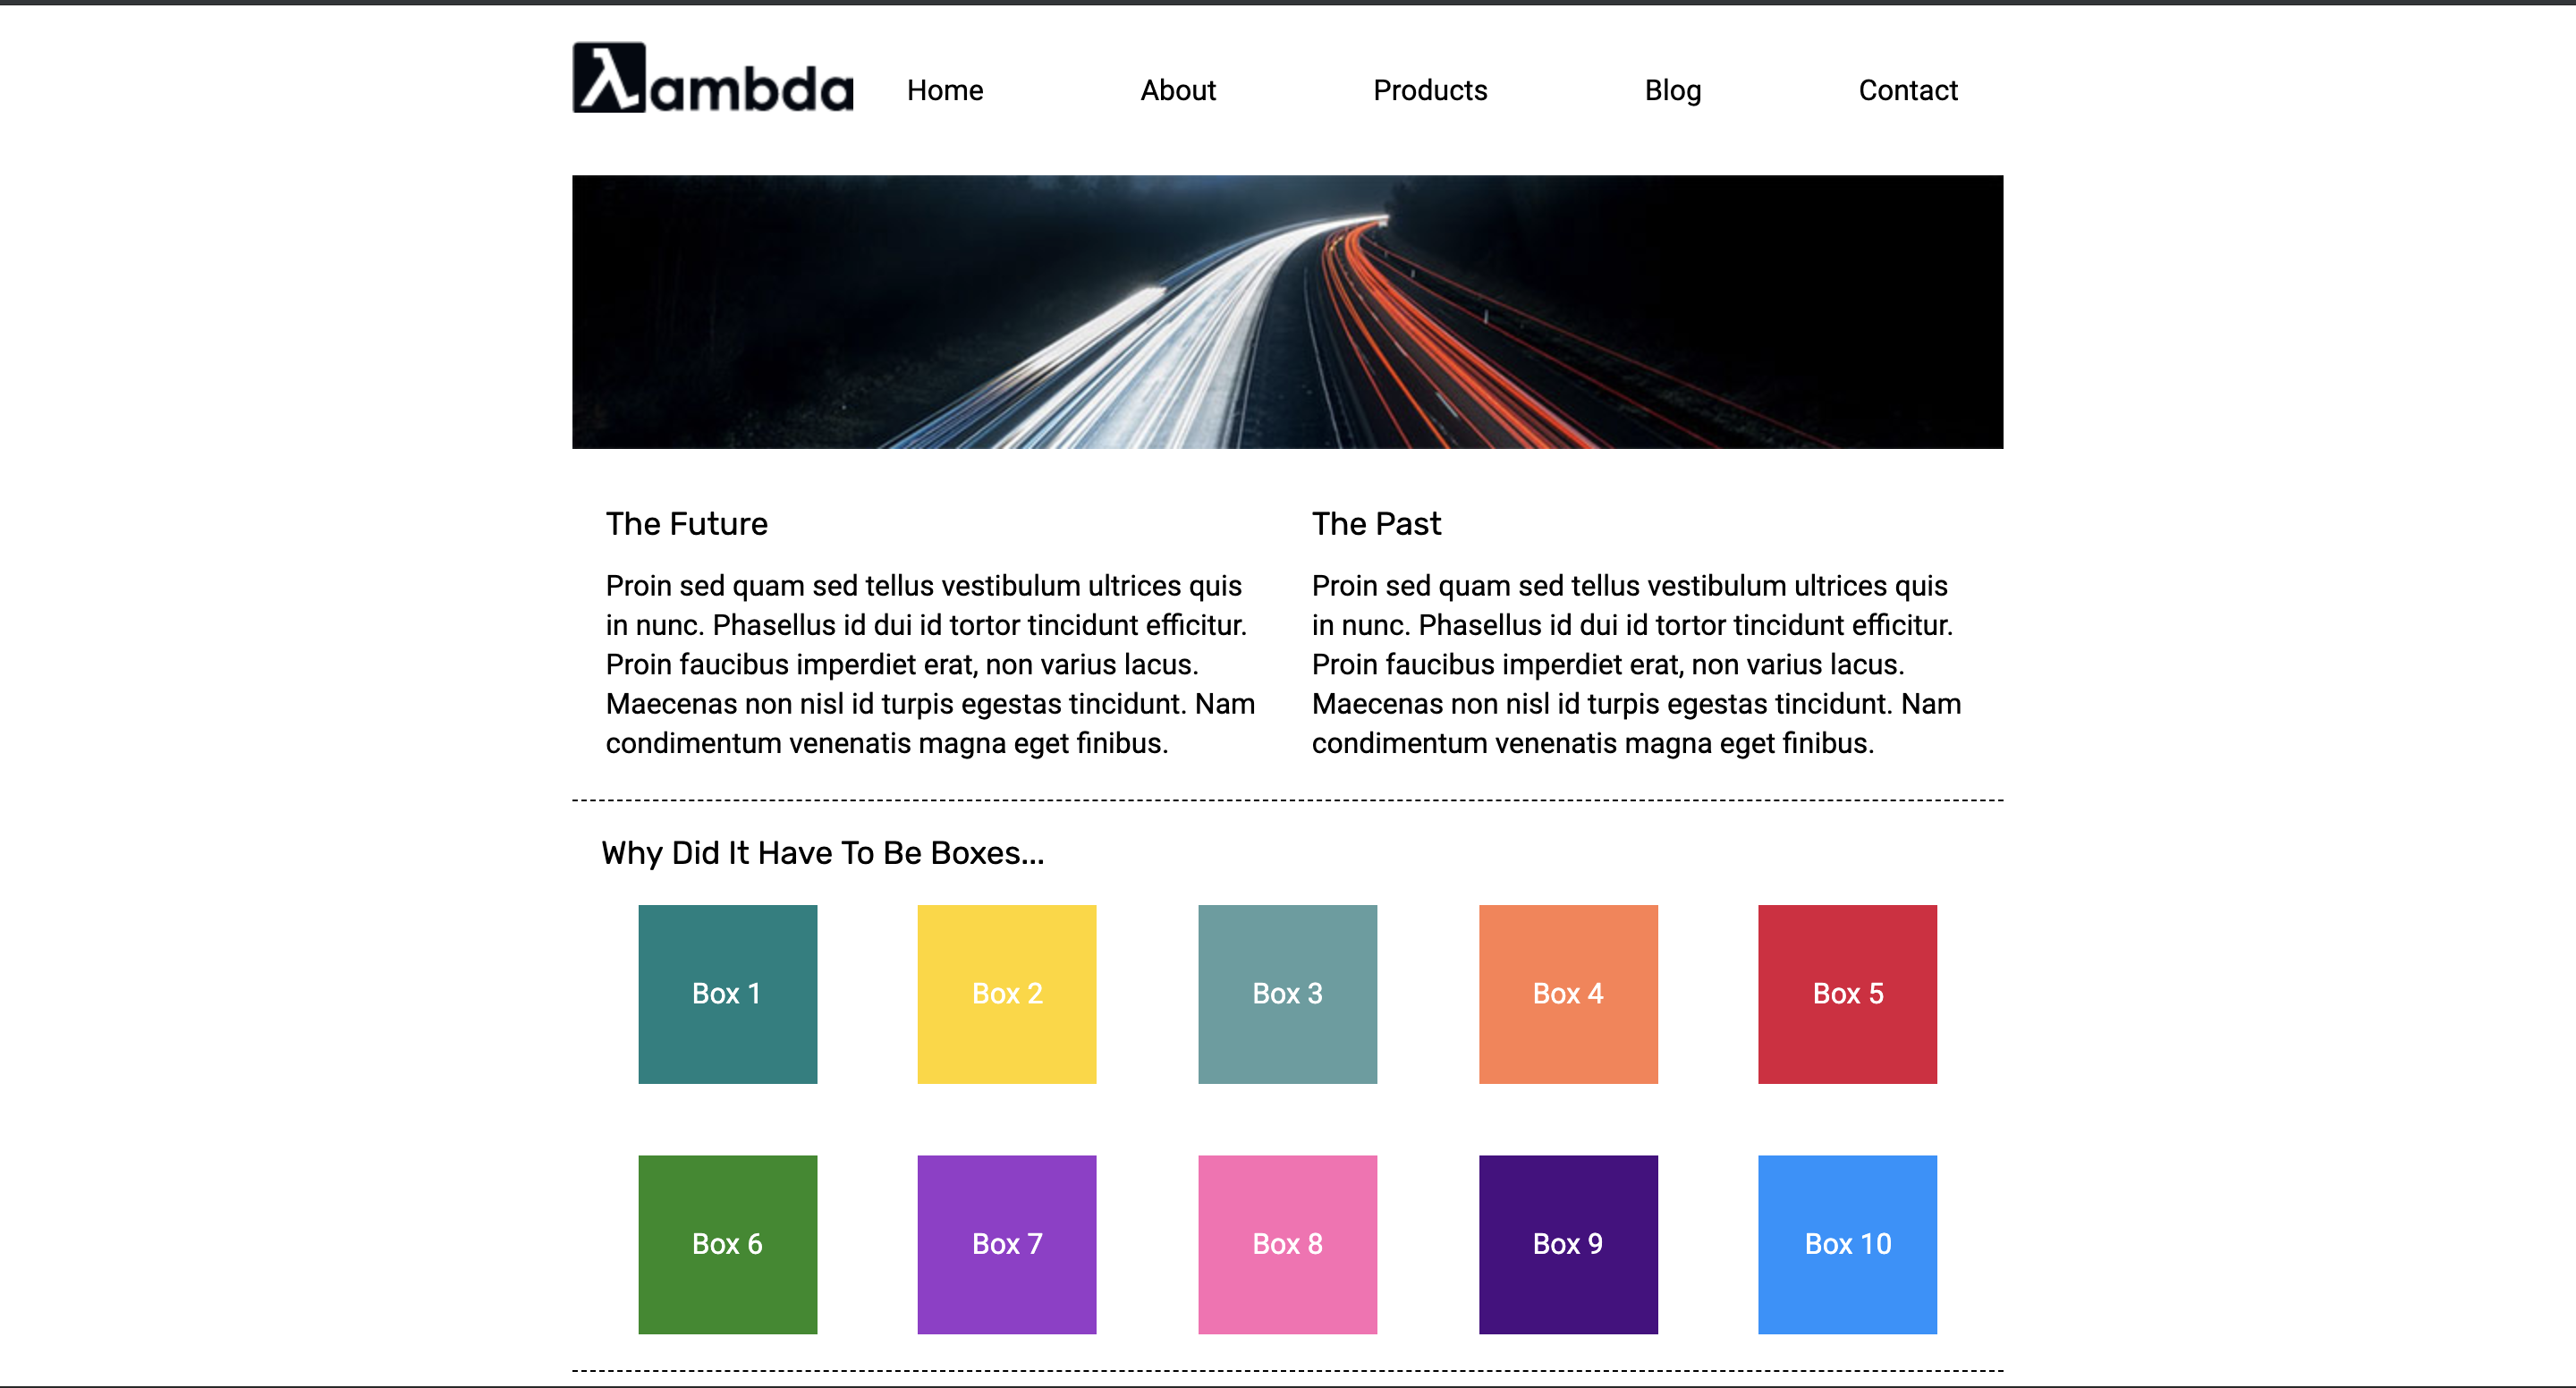 λambda
Home About Products Blog Contact
The Future
Proin sed quam sed tellus vestibulum ultrices quis
in nunc. Phasellus id dui id tortor tincidunt efficitur.
Proin faucibus imperdiet erat, non varius lacus.
Maecenas non nisl id turpis egestas tincidunt. Nam
condimentum venenatis magna eget finibus.
The Past
Proin sed quam sed tellus vestibulum ultrices quis
in nunc. Phasellus id dui id tortor tincidunt efficitur.
Proin faucibus imperdiet erat, non varius lacus.
Maecenas non nisl id turpis egestas tincidunt. Nam
condimentum venenatis magna eget finibus.
Why Did It Have To Be Boxes...
Box 1 Box 2 Box 3 Box 4 Box 5
Box 6 Box 7 Box 8 Box 9 Box 10